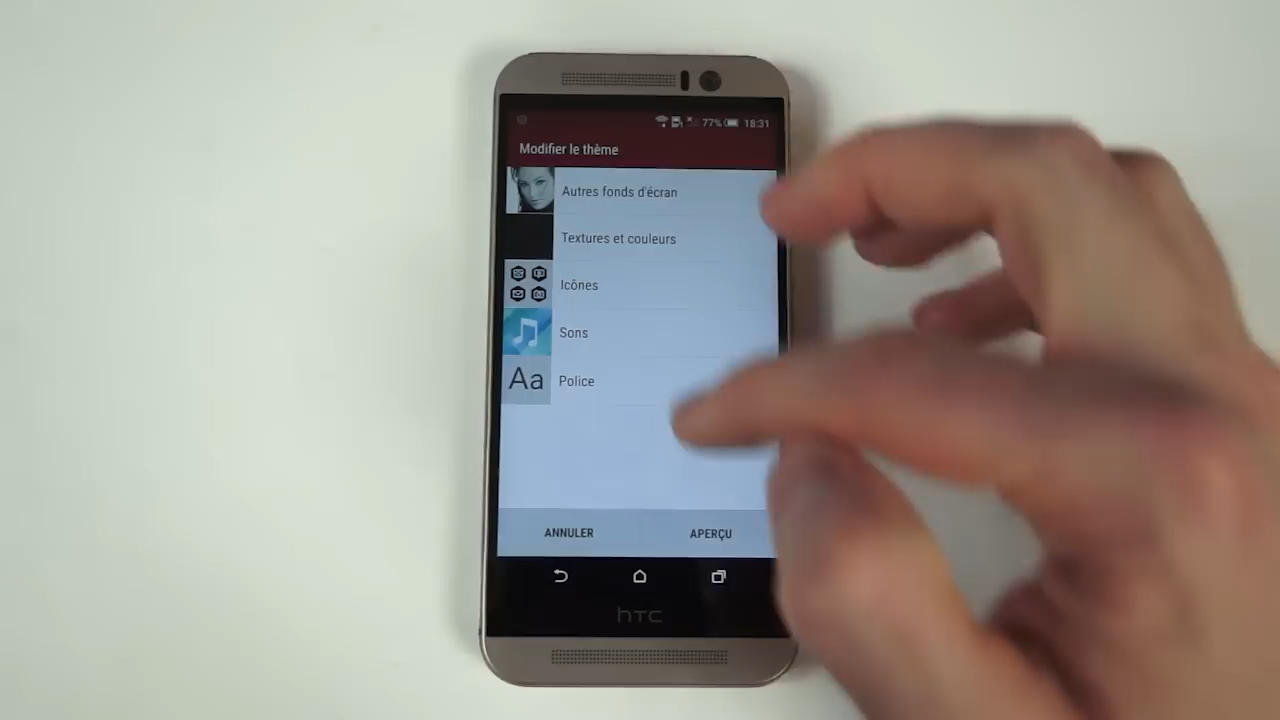 77% 18:31
Modifier le thème
Autres fonds d'écran
Textures et couleurs
Icônes
Sons
Aa Police
ANNULER APERÇU
hTC